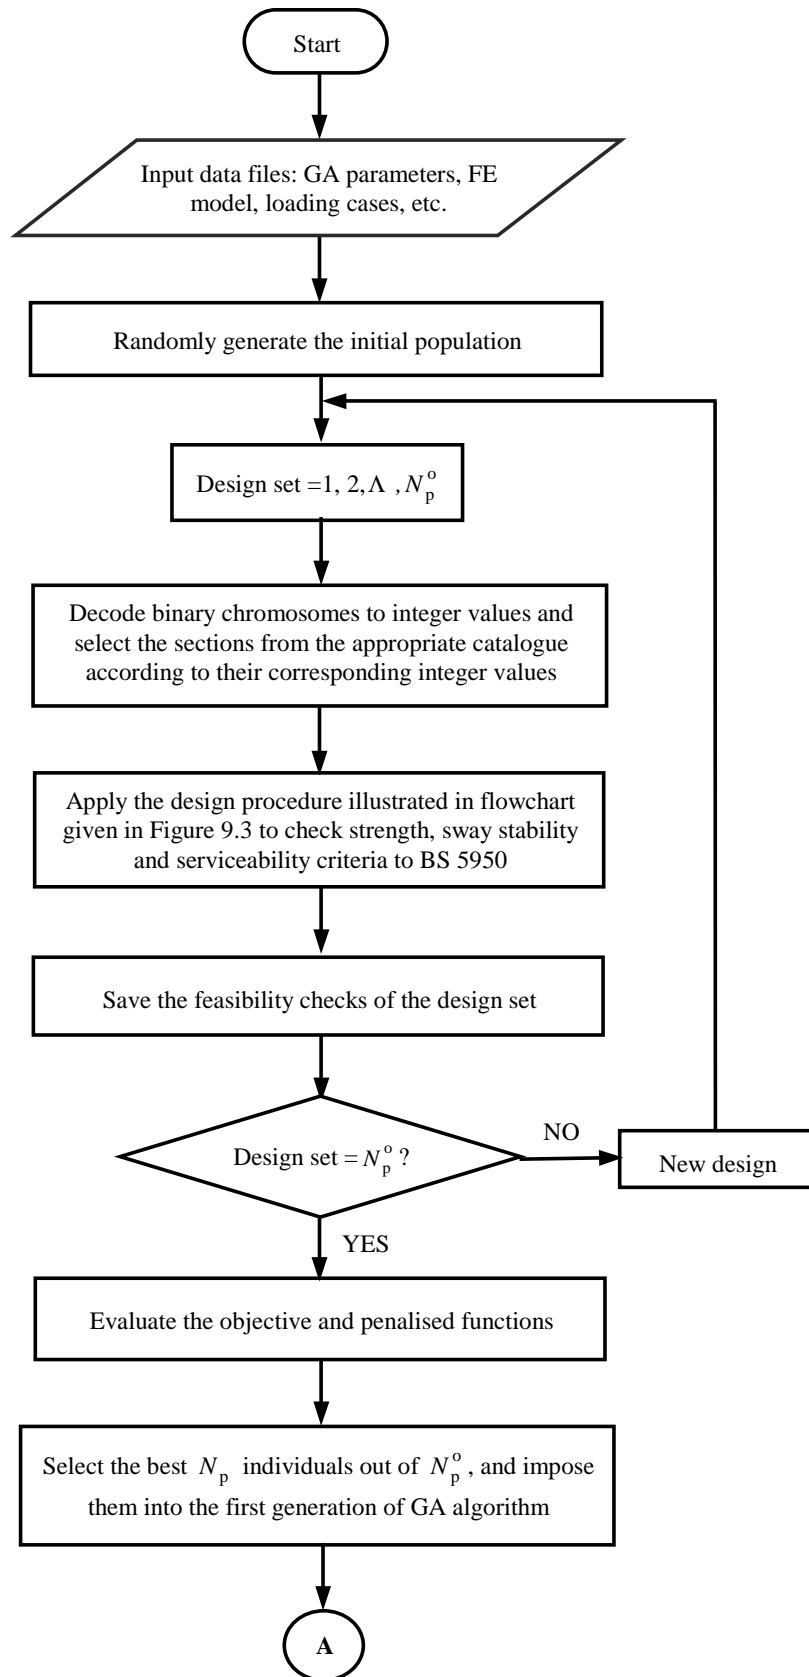 Start
Input data files: GA parameters, FE
model, loading cases, etc.
Randomly generate the initial population
Design set =1, 2,Λ , N_p^o
Decode binary chromosomes to integer values and
select the sections from the appropriate catalogue
according to their corresponding integer values
Apply the design procedure illustrated in flowchart
given in Figure 9.3 to check strength, sway stability
and serviceability criteria to BS 5950
Save the feasibility checks of the design set
Design set = N_p^o ?
NO
New design
YES
Evaluate the objective and penalised functions
Select the best N_p individuals out of N_p^o , and impose
them into the first generation of GA algorithm
A